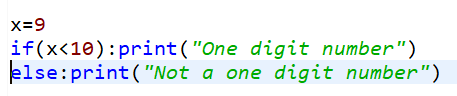 x=9
if(x<10):print("One digit number")
else:print("Not a one digit number")